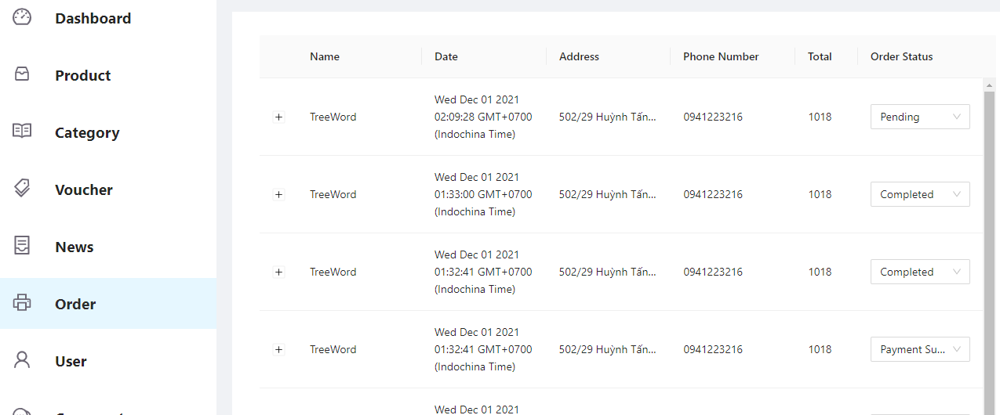 Dashboard
Product
Category
Voucher
News
Order
User
Name Date Address Phone Number Total Order Status
Wed Dec 01 2021
TreeWord 02:09:28 GMT+0700 502/29 Huỳnh Tấn... 0941223216 1018 Pending
(Indochina Time)
Wed Dec 01 2021
TreeWord 01:33:00 GMT+0700 502/29 Huỳnh Tấn... 0941223216 1018 Completed
(Indochina Time)
Wed Dec 01 2021
TreeWord 01:32:41 GMT+0700 502/29 Huỳnh Tấn... 0941223216 1018 Completed
(Indochina Time)
Wed Dec 01 2021
TreeWord 01:32:41 GMT+0700 502/29 Huỳnh Tấn... 0941223216 1018 Payment Su...
(Indochina Time)
Wed Dec 01 2021